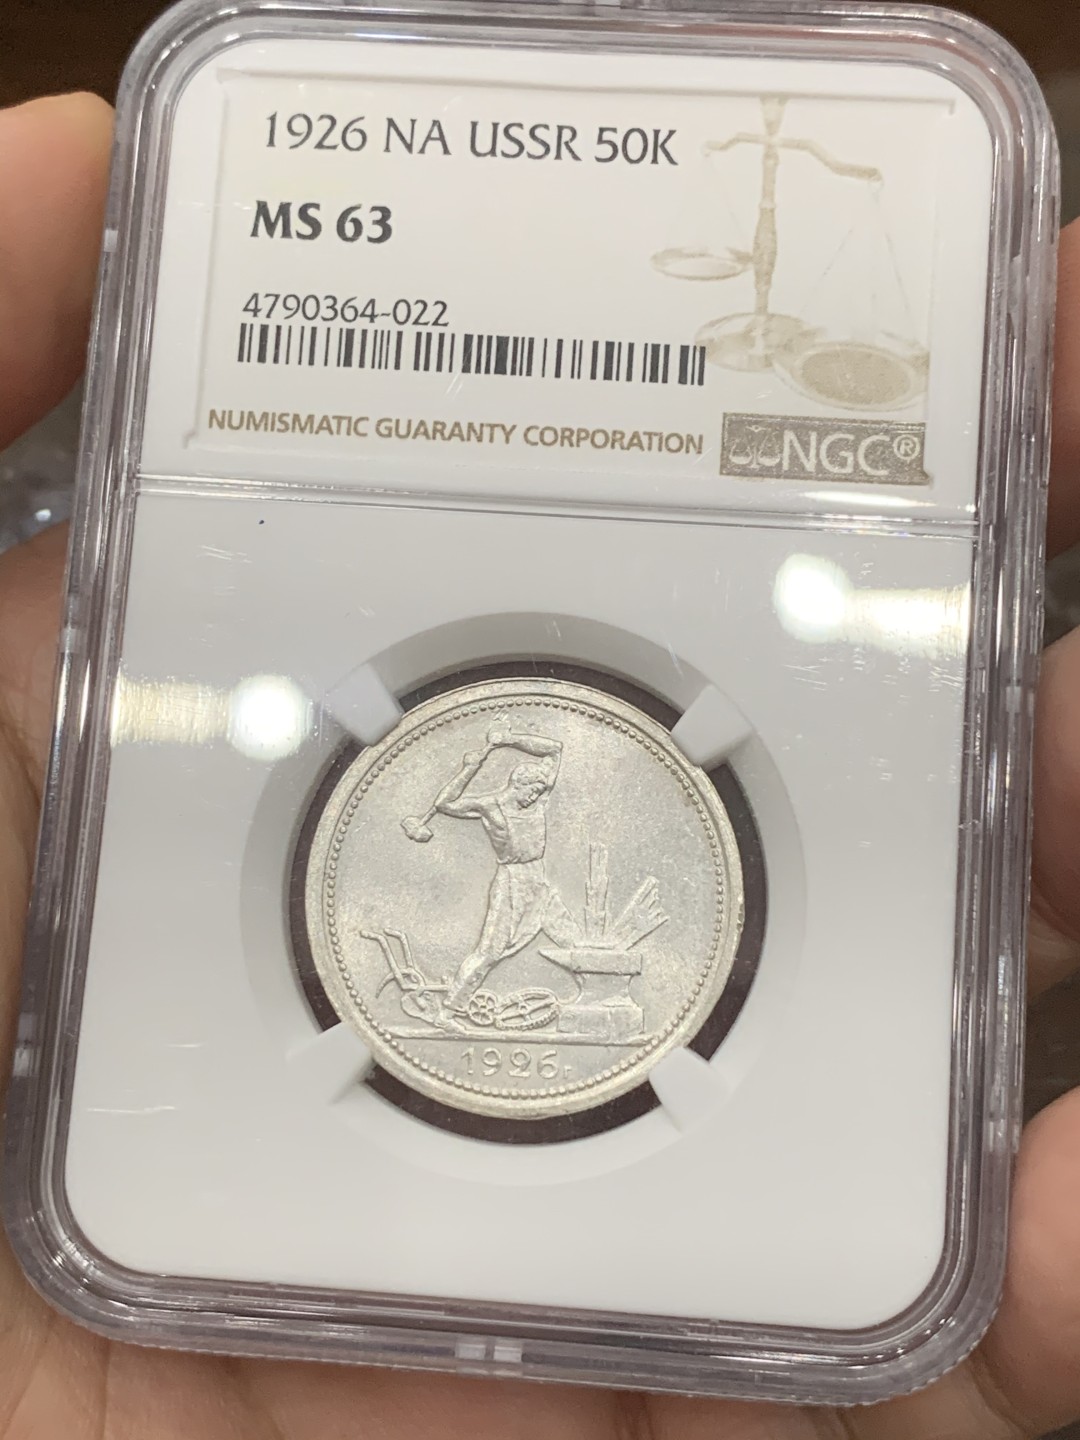 1926 NA USSR 50K
MS 63
4790364-022
NUMISMATIC GUARANTY CORPORATION
NGC®
1926г.